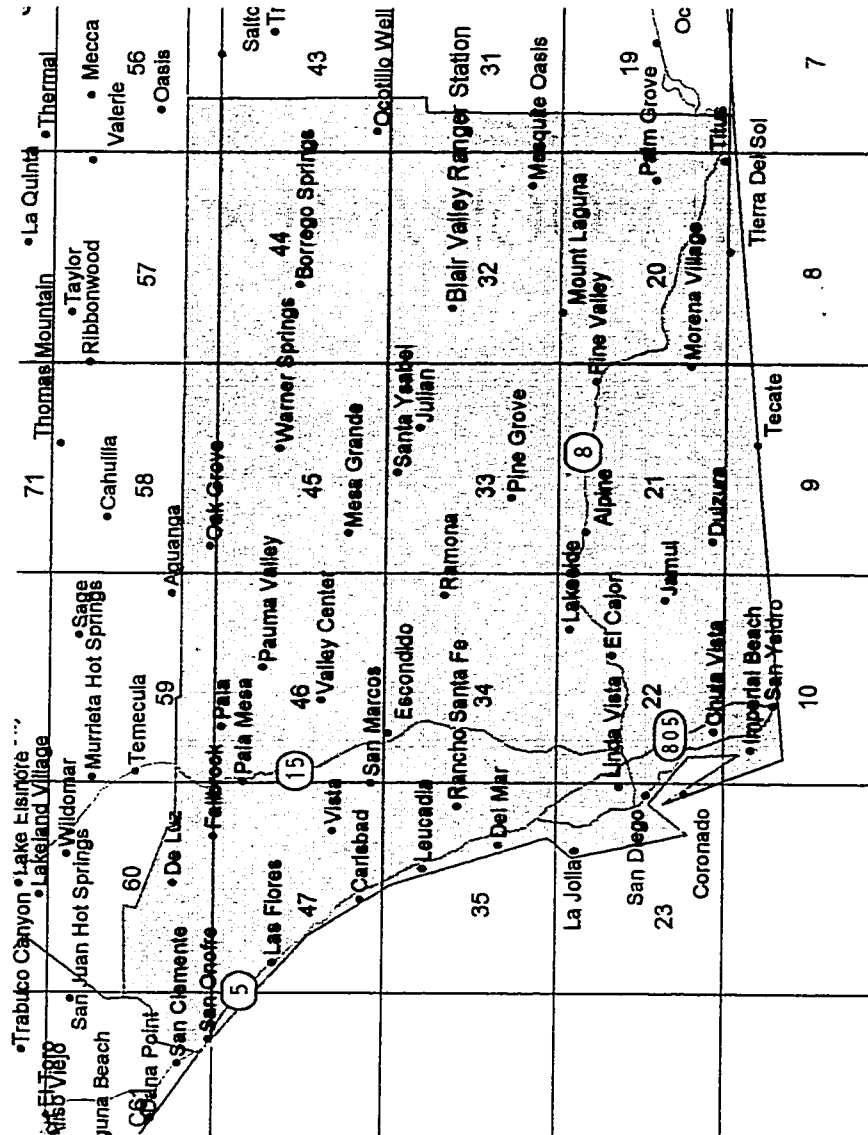 Trabuco Canyon
Lake Elsinore
Lakeland Village
Wildomar
San Juan Hot Springs
Murrieta Hot Springs
Sage
71
Thomas Mountain
La Quinta
Thermal
Taylor
Ribbonwood
Mecca
Valerie
56
Oasis
El Toro
Aliso Viejo
Dana Point
San Clemente
San Onofre
60
De Luz
Temecula
59
Aguanga
Cahuilla
58
57
Fallbrook
Pala
Pala Mesa
Oak Grove
5
Las Flores
47
15
46
Pauma Valley
Valley Center
Warner Springs
45
44
Borrego Springs
43
Vista
Carlsbad
San Marcos
Escondido
Mesa Grande
Santa Ysabel
Julian
Ocotillo Well
Leucadia
Rancho Santa Fe
Del Mar
35
34
Ramona
33
Pine Grove
Blair Valley Ranger Station
32
31
Mesquite Oasis
La Jolla
Linda Vista
El Cajon
Lakeside
Alpine
8
Pine Valley
Mount Laguna
San Diego
23
Coronado
22
805
Chula Vista
Imperial Beach
San Ysidro
Jamul
21
Dulzura
Tecate
20
Morena Village
Palm Grove
19
Titus
Tierra Del Sol
10
9
8
7